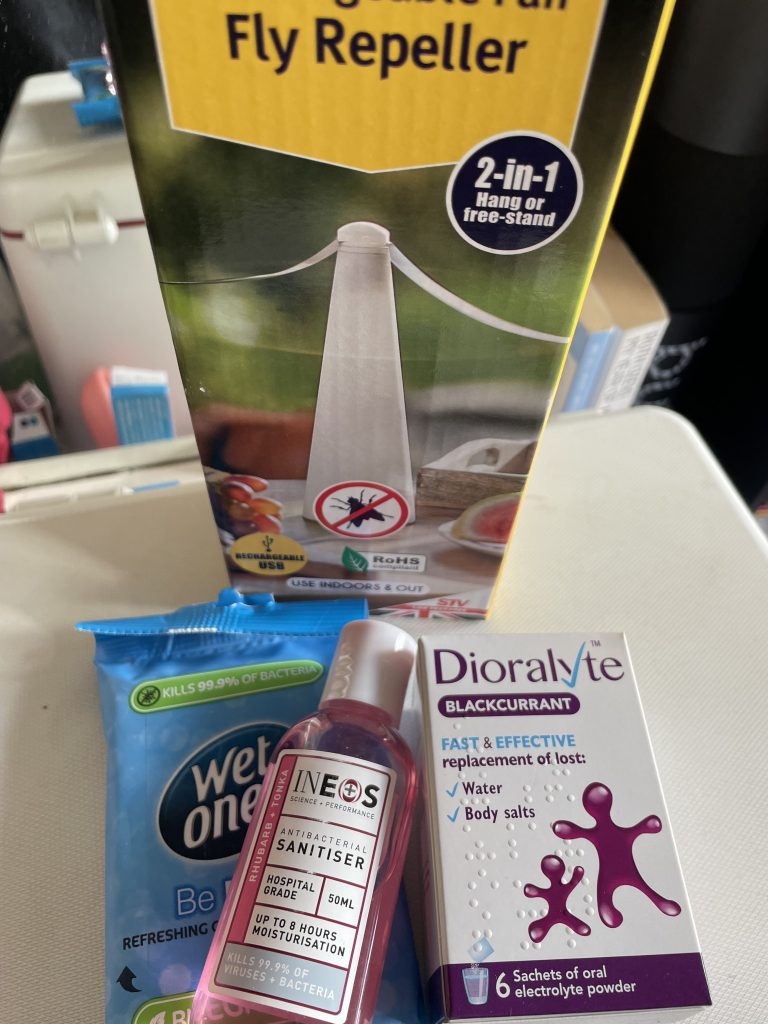 Fly Repeller
2-in-1
Hang or
free-stand
RECHARGEABLE
USB
RoHS
compliant
USE INDOORS & OUT
STV
KILLS 99.9% OF BACTERIA
wet
one
Be
REFRESHING
INEOS
SCIENCE + PERFORMANCE
RHUBARB + TONKA
ANTIBACTERIAL
SANITISER
HOSPITAL
GRADE
50ML
UP TO 8 HOURS
MOISTURISATION
KILLS 99.9% OF
VIRUSES + BACTERIA
Dioralyte™
BLACKCURRANT
FAST & EFFECTIVE
replacement of lost:
Water
Body salts
6 Sachets of oral
electrolyte powder